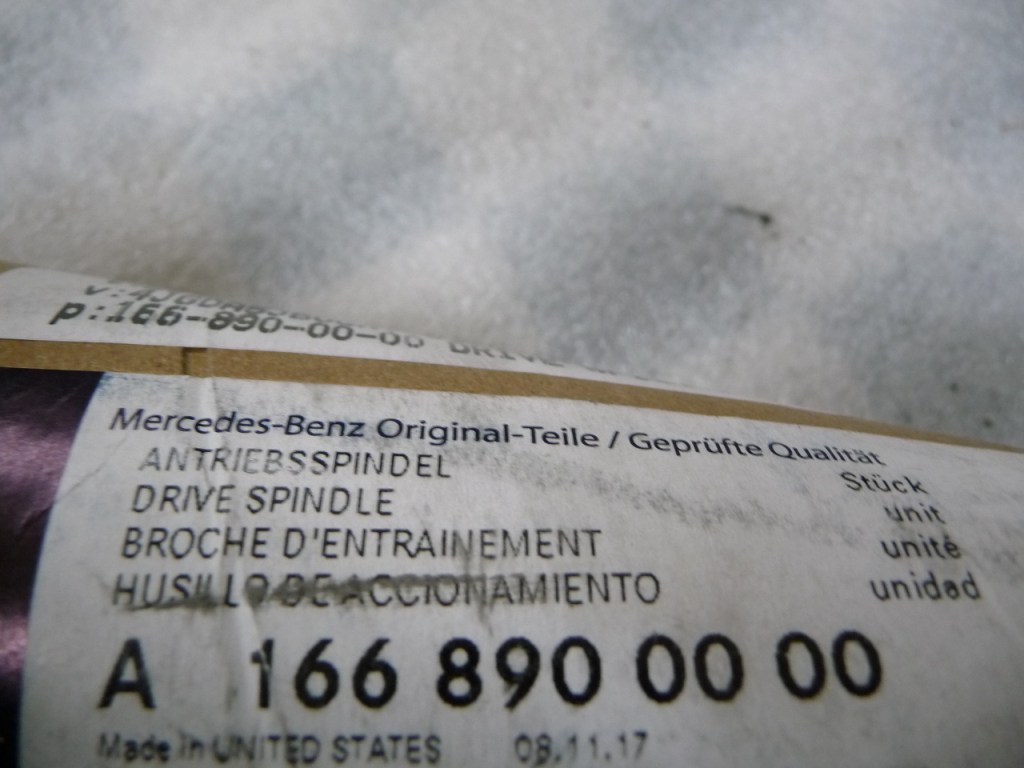 p:166-890-00-00 DRIVE
Mercedes-Benz Original-Teile / Geprüfte Qualität
ANTRIEBSSPINDEL Stück
DRIVE SPINDLE unit
BROCHE D'ENTRAINEMENT unité
HUSILLO DE ACCIONAMIENTO unidad
A 166 890 00 00
Made in UNITED STATES 08.11.17